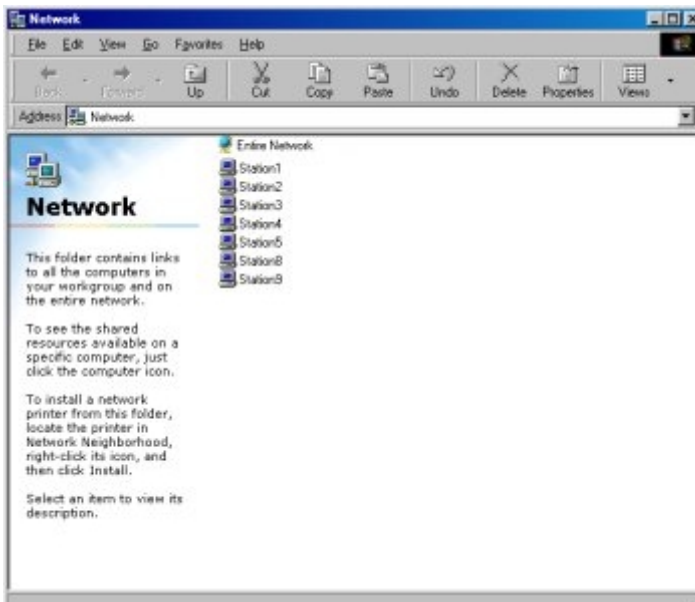 Network
File Edit View Go Favorites Help
Back Forward Up Cut Copy Paste Undo Delete Properties Views
Address Network
Entire Network
Station1
Station2
Station3
Station4
Station5
Station8
Station9
Network
This folder contains links
to all the computers in
your workgroup and on
the entire network.
To see the shared
resources available on a
specific computer, just
click the computer icon.
To install a network
printer from this folder,
locate the printer in
Network Neighborhood,
right-click its icon, and
then click Install.
Select an item to view its
description.